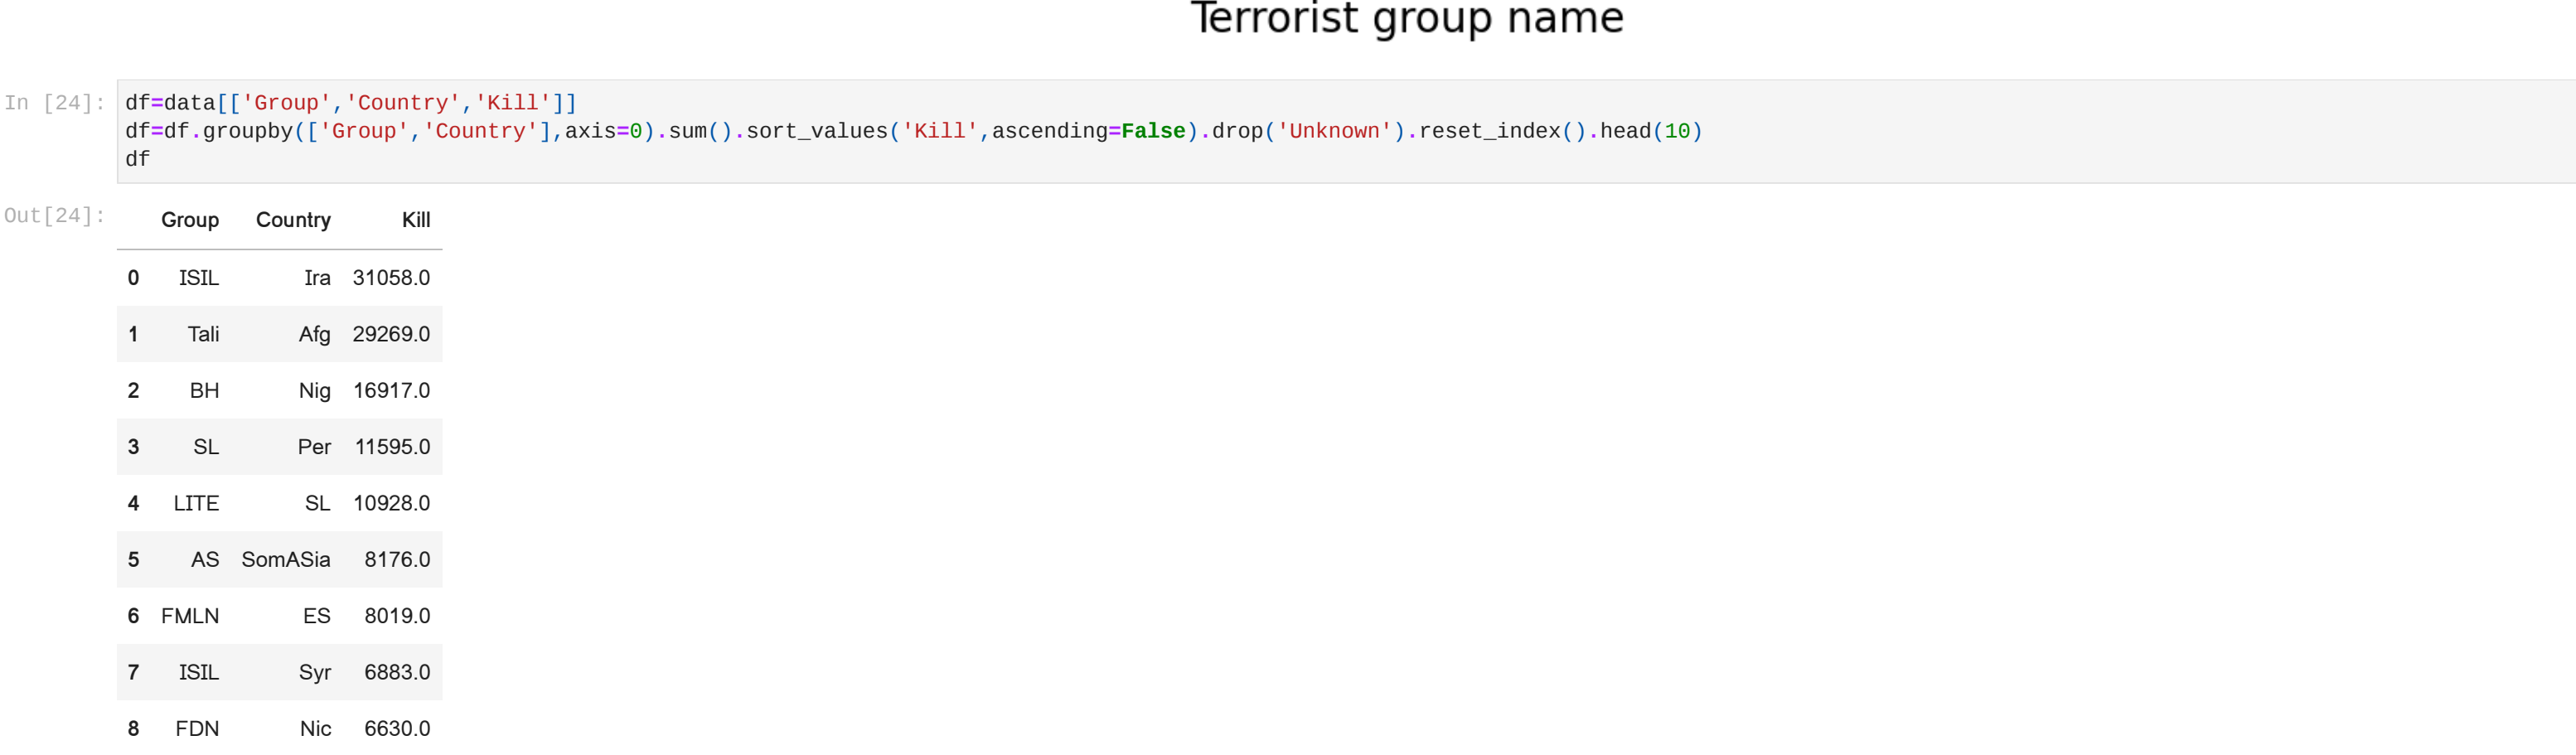 Terrorist group name
In [24]:
df=data[['Group','Country','Kill']]
df=df.groupby(['Group','Country'],axis=0).sum().sort_values('Kill',ascending=False).drop('Unknown').reset_index().head(10)
df
Out[24]:
Group Country Kill
0 ISIL Ira 31058.0
1 Tali Afg 29269.0
2 BH Nig 16917.0
3 SL Per 11595.0
4 LITE SL 10928.0
5 AS SomASia 8176.0
6 FMLN ES 8019.0
7 ISIL Syr 6883.0
8 FDN Nic 6630.0